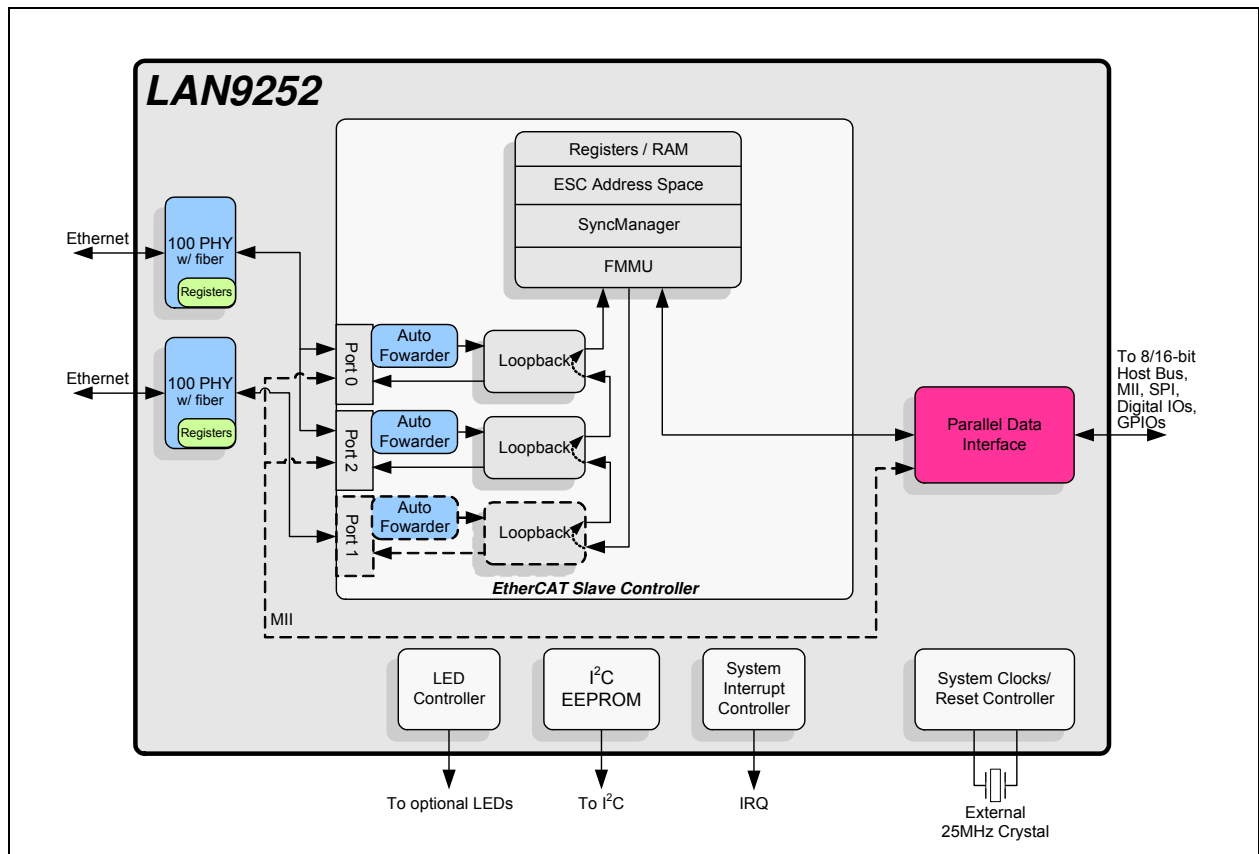 LAN9252
Registers / RAM
ESC Address Space
SyncManager
FMMU
Ethernet
100 PHY
w/ fiber
Registers
Ethernet
100 PHY
w/ fiber
Registers
Port 0
Auto
Fowarder
Loopback
Port 2
Auto
Fowarder
Loopback
Port 1
Auto
Fowarder
Loopback
EtherCAT Slave Controller
MII
Parallel Data
Interface
To 8/16-bit
Host Bus,
MII, SPI,
Digital IOs,
GPIOs
LED
Controller
I²C
EEPROM
System
Interrupt
Controller
System Clocks/
Reset Controller
To optional LEDs
To I²C
IRQ
External
25MHz Crystal